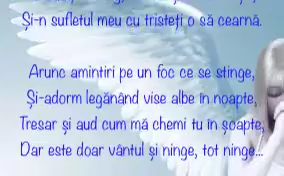 Și-n sufletul meu cu tristeți o să cearnă.
Arunc amintiri pe un foc ce se stinge,
Și-adorm legănând vise albe în noapte,
Tresar și aud cum mă chemi tu în șoapte,
Dar este doar vântul și ninge, tot ninge...